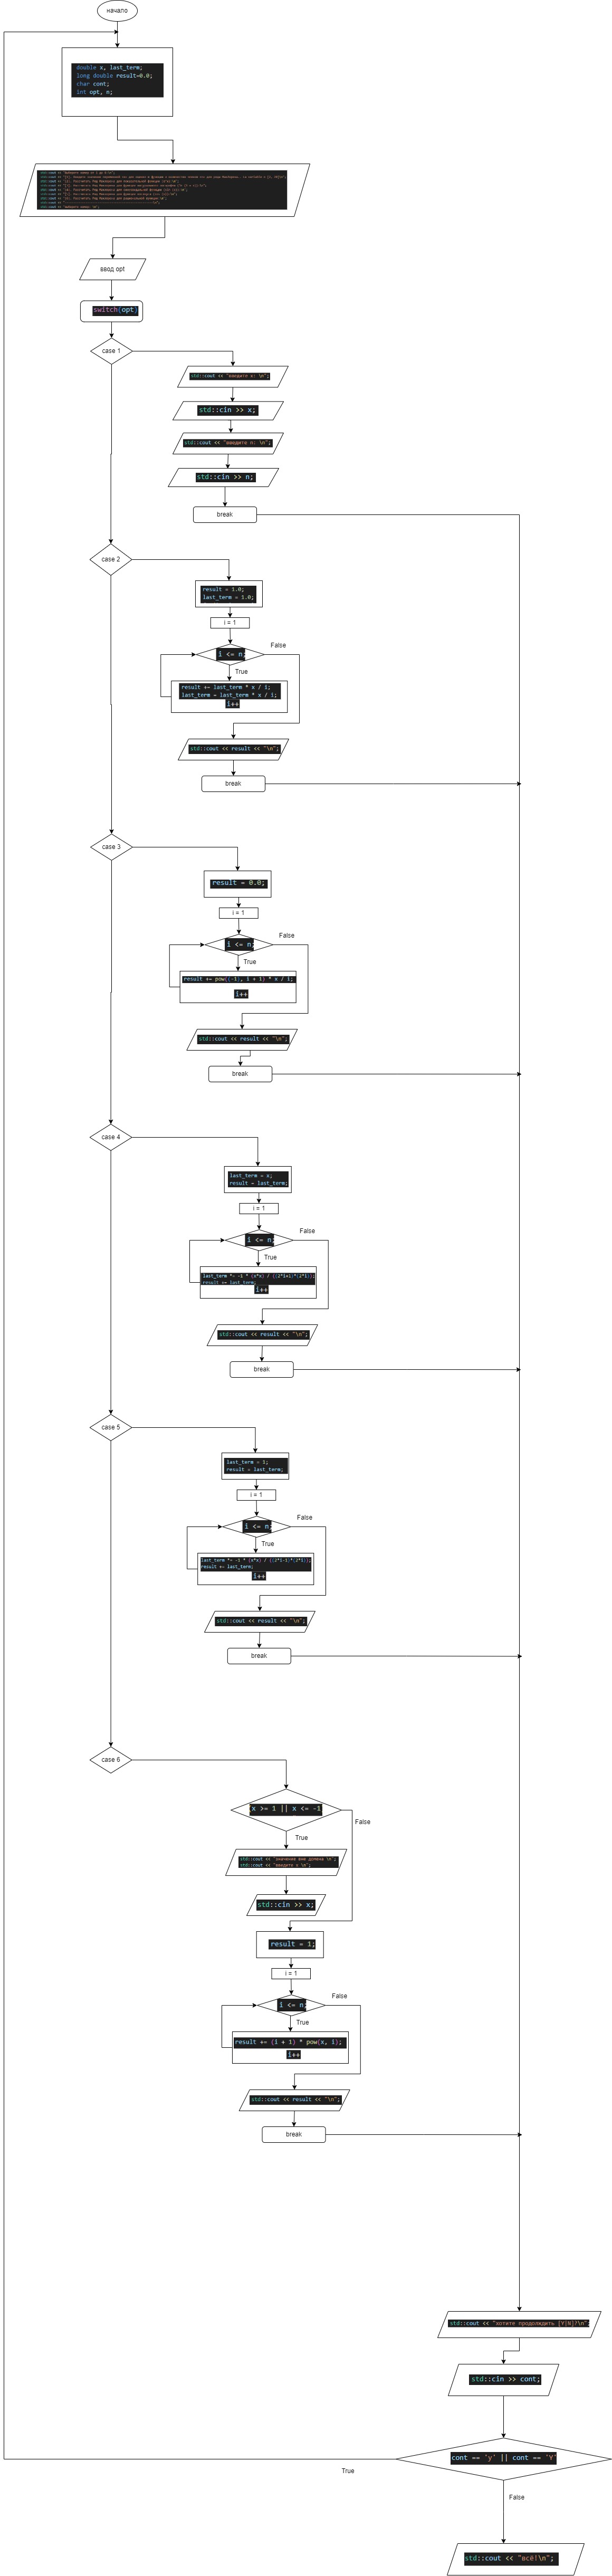 начало
double x, last_term;
long double result=0.0;
char cont;
int opt, n;
ввод opt
switch(opt)
case 1
std::cout << "введите x: \n";
std::cin >> x;
std::cout << "введите n: \n";
std::cin >> n;
break
case 2
result = 1.0;
last_term = 1.0;
i = 1
False
i <= n;
True
result += last_term * x / i;
last_term = last_term * x / i;
i++
std::cout << result << "\n";
break
case 3
result = 0.0;
i = 1
False
i <= n;
True
result += pow((-1), i + 1) * x / i;
i++
std::cout << result << "\n";
break
case 4
last_term = x;
result = last_term;
i = 1
False
i <= n;
True
last_term *= -1 * (x*x) / ((2*i+1)*(2*i));
result += last_term;
i++
std::cout << result << "\n";
break
case 5
last_term = 1;
result = last_term;
i = 1
False
i <= n;
True
last_term *= -1 * (x*x) / ((2*i-1)*(2*i));
result += last_term;
i++
std::cout << result << "\n";
break
case 6
x >= 1 || x <= -1
False
True
std::cout << "значение вне домена \n";
std::cout << "введите x \n";
std::cin >> x;
result = 1;
i = 1
False
i <= n;
True
result += (i + 1) * pow(x, i);
i++
std::cout << result << "\n";
break
std::cout << "хотите продолждить [Y|N]?\n"
std::cin >> cont;
cont == 'y' || cont == 'Y'
True
False
std::cout << "всё!\n";